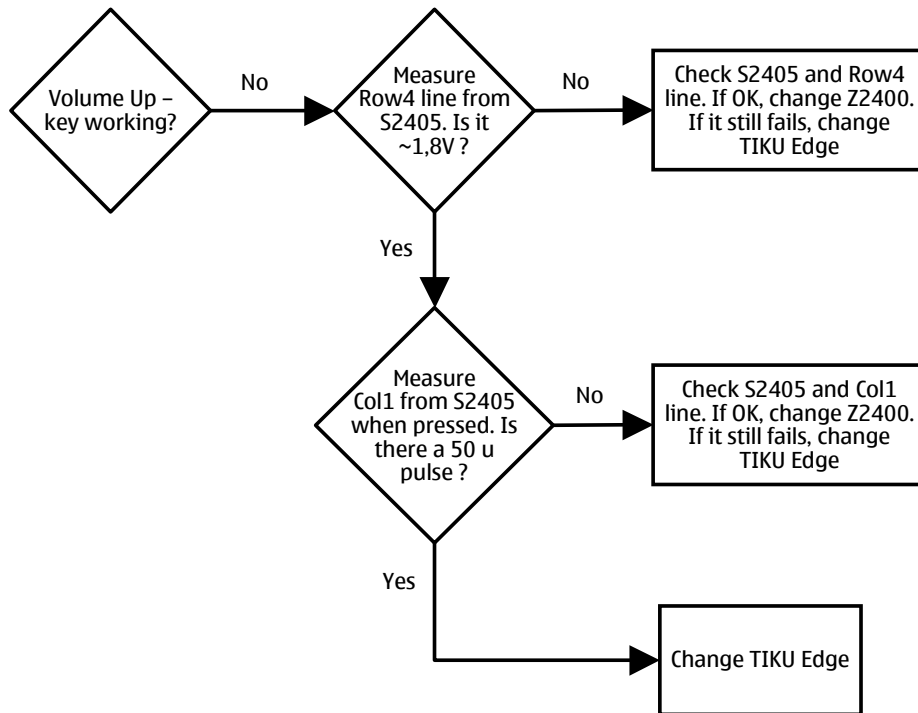 Volume Up –
key working?
No
Measure
Row4 line from
S2405. Is it
~1,8V ?
No
Check S2405 and Row4
line. If OK, change Z2400.
If it still fails, change
TIKU Edge
Yes
Measure
Col1 from S2405
when pressed. Is
there a 50 u
pulse ?
No
Check S2405 and Col1
line. If OK, change Z2400.
If it still fails, change
TIKU Edge
Yes
Change TIKU Edge